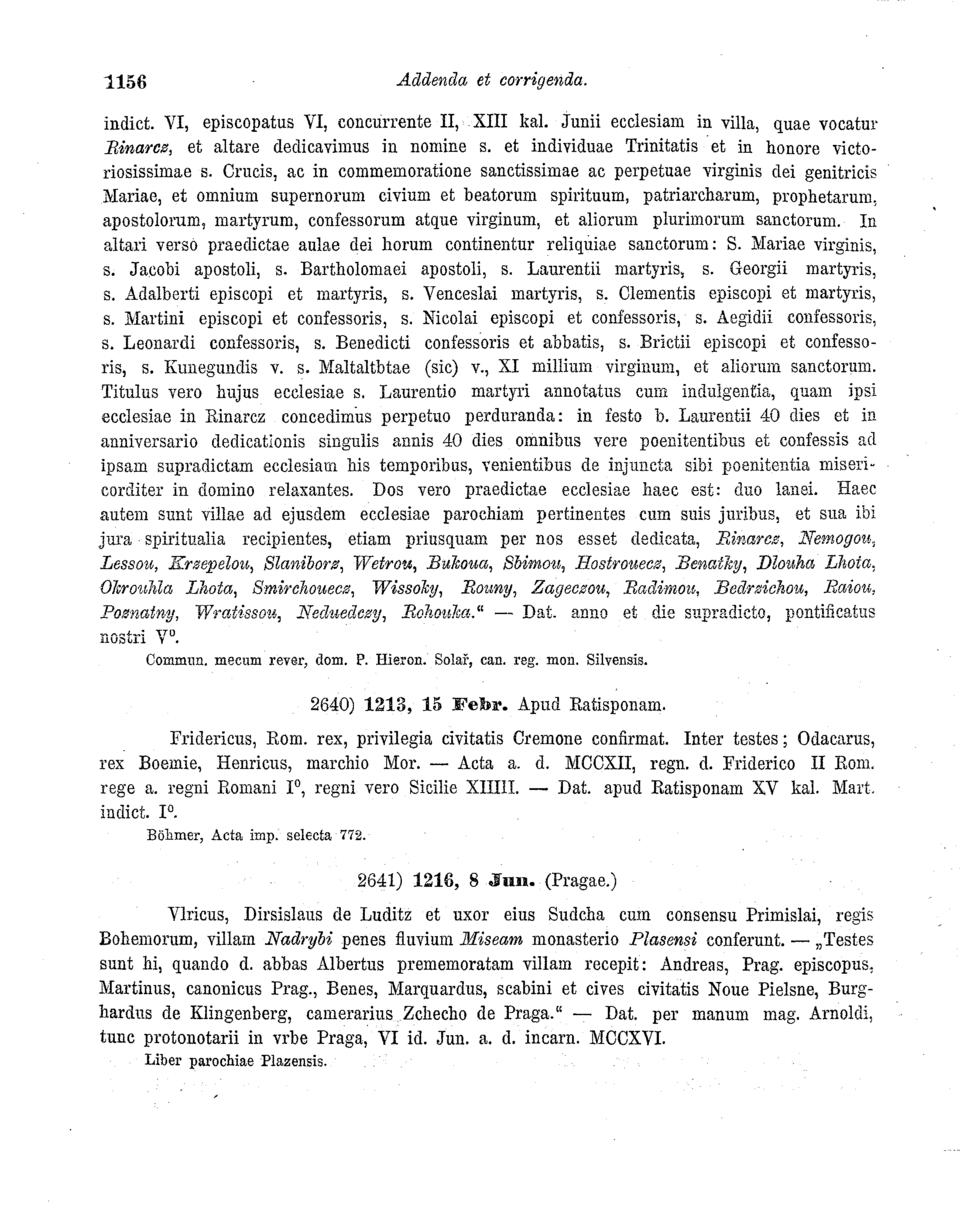 1156 Addenda et corrigenda.
indict. VI, episcopatus VI, concurrente II, XIII kal. Junii ecclesiam in villa, quae vocatur
Rinarcz, et altare dedicavimus in nomine s. et individuae Trinitatis et in honore victo-
riosissimae s. Crucis, ac in commemoratione sanctissimae ac perpetuae virginis dei genitricis
Mariae, et omnium supernorum civium et beatorum spirituum, patriarcharum, prophetarum,
apostolorum, martyrum, confessorum atque virginum, et aliorum plurimorum sanctorum. In
altari verso praedictae aulae dei horum continentur reliquiae sanctorum: S. Mariae virginis,
s. Jacobi apostoli, s. Bartholomaei apostoli, s. Laurentii martyris, s. Georgii martyris,
s. Adalberti episcopi et martyris, s. Venceslai martyris, s. Clementis episcopi et martyris,
s. Martini episcopi et confessoris, s. Nicolai episcopi et confessoris, s. Aegidii confessoris,
s. Leonardi confessoris, s. Benedicti confessoris et abbatis, s. Brictii episcopi et confesso-
ris, s. Kunegundis v. s. Maltaltbtae (sic) v., XI millium virginum, et aliorum sanctorum.
Titulus vero hujus ecclesiae s. Laurentio martyri annotatus cum indulgentia, quam ipsi
ecclesiae in Rinarcz concedimus perpetuo perduranda: in festo b. Laurentii 40 dies et in
anniversario dedicationis singulis annis 40 dies omnibus vere poenitentibus et confessis ad
ipsam supradictam ecclesiam his temporibus, venientibus de injuncta sibi poenitentia miseri-
corditer in domino relaxantes. Dos vero praedictae ecclesiae haec est: duo lanei. Haec
autem sunt villae ad ejusdem ecclesiae parochiam pertinentes cum suis juribus, et sua ibi
jura spiritualia recipientes, etiam priusquam per nos esset dedicata, Rinarcz, Nemogou,
Lessou, Krzepelou, Slaniborz, Wetrou, Bukoua, Sbimou, Hostrouecz, Benatky, Dlouha Lhota,
Okrouhla Lhota, Smirchouecz, Wissoky, Rouny, Zageczou, Radimou, Bedrzichou, Raiou,
Poznatny, Wratissou, Neduedczy, Rohouka.“ — Dat. anno et die supradicto, pontificatus
nostri V⁰.
Commun. mecum rever, dom. P. Hieron. Solař, can. reg. mon. Silvensis.
2640) 1213, 15 Febr. Apud Ratisponam.
Fridericus, Rom. rex, privilegia civitatis Cremone confirmat. Inter testes; Odacarus,
rex Boemie, Henricus, marchio Mor. — Acta a. d. MCCXII, regn. d. Friderico II Rom.
rege a. regni Romani I⁰, regni vero Sicilie XIIIII. — Dat. apud Ratisponam XV kal. Mart.
indict. I⁰.
Böhmer, Acta imp. selecta 772.
2641) 1216, 8 Jun. (Pragae.)
Vlricus, Dirsislaus de Luditz et uxor eius Sudcha cum consensu Primislai, regis
Bohemorum, villam Nadrybi penes fluvium Miseam monasterio Plasensi conferunt. — „Testes
sunt hi, quando d. abbas Albertus prememoratam villam recepit: Andreas, Prag. episcopus,
Martinus, canonicus Prag., Benes, Marquardus, scabini et cives civitatis Noue Pielsne, Burg-
hardus de Klingenberg, camerarius Zchecho de Praga.“ — Dat. per manum mag. Arnoldi,
tunc protonotarii in vrbe Praga, VI id. Jun. a. d. incarn. MCCXVI.
Liber parochiae Plazensis.